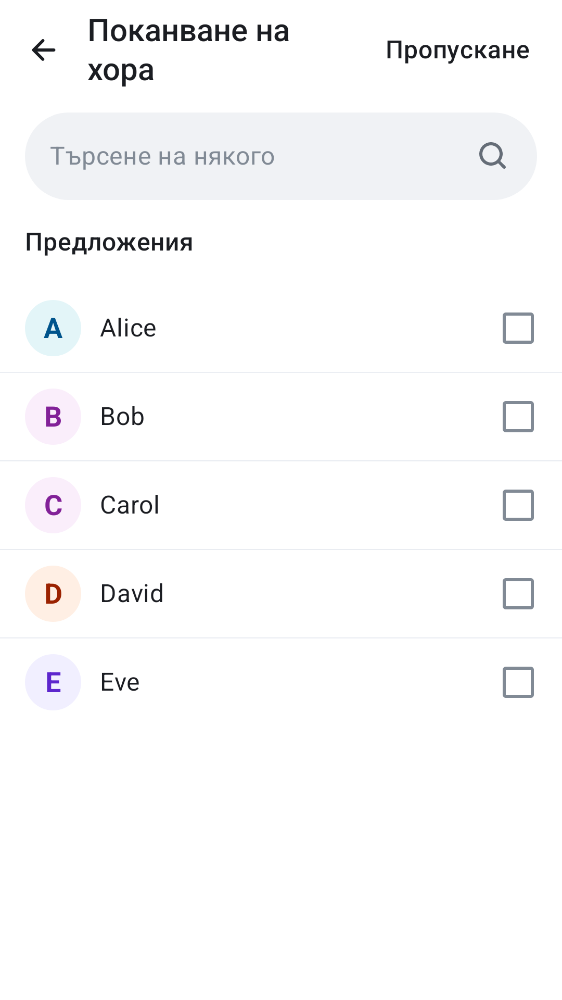 Поканване на
хора
Пропускане
Търсене на някого
Предложения
A Alice
B Bob
C Carol
D David
E Eve